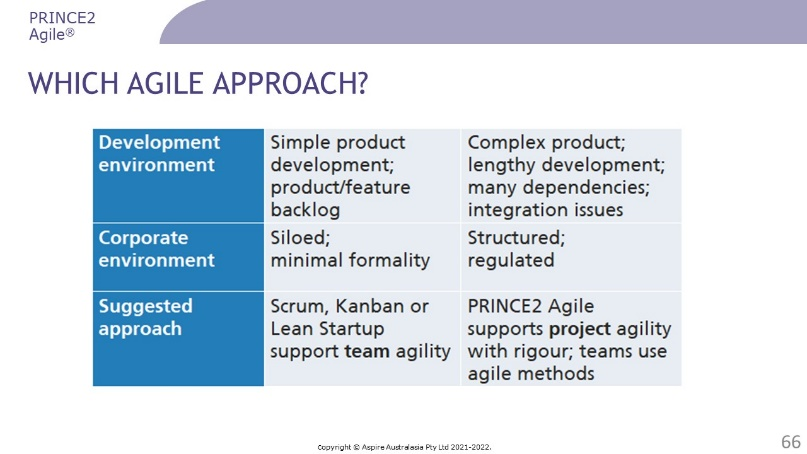 PRINCE2
Agile®
WHICH AGILE APPROACH?
Development
environment
Simple product
development;
product/feature
backlog
Complex product;
lengthy development;
many dependencies;
integration issues
Corporate
environment
Siloed;
minimal formality
Structured;
regulated
Suggested
approach
Scrum, Kanban or
Lean Startup
support team agility
PRINCE2 Agile
supports project agility
with rigour; teams use
agile methods
Copyright © Aspire Australasia Pty Ltd 2021-2022.
66